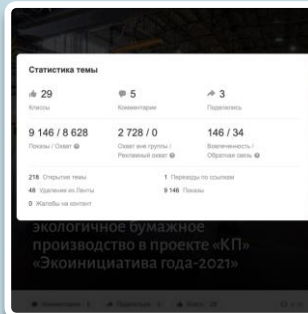 Статистика темы
29
Классы
5
Комментарии
3
Поделились
9 146 / 8 628
Показы / Охват
2 728 / 0
Охват вне группы /
Рекламный охват
146 / 34
Вовлеченность /
Обратная связь
218 Открытия темы
1 Переходы по ссылкам
48 Удаления из Ленты
9 146 Показы
0 Жалобы на контент
экологичное бумажное
производство в проекте «КП»
«Экоинициатива года-2021»